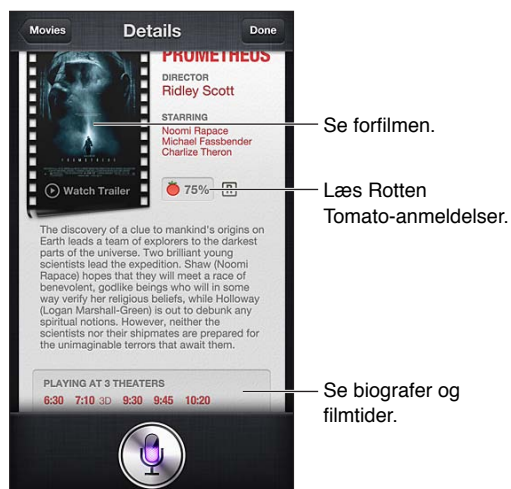 Movies
Details
Done
PROMETHEUS
DIRECTOR
Ridley Scott
STARRING
Noomi Rapace
Michael Fassbender
Charlize Theron
PROMETHEUS
Watch Trailer
75%
R
The discovery of a clue to mankind's origins on
Earth leads a team of explorers to the darkest
parts of the universe. Two brilliant young
scientists lead the expedition. Shaw (Noomi
Rapace) hopes that they will meet a race of
benevolent, godlike beings who will in some
way verify her religious beliefs, while Holloway
(Logan Marshall-Green) is out to debunk any
spiritual notions. However, neither the
scientists nor their shipmates are prepared for
the unimaginable terrors that await them.
PLAYING AT 3 THEATERS
6:30 7:10 3D 9:30 9:45 10:20
Se forfilmen.
Læs Rotten
Tomato-anmeldelser.
Se biografer og
filmtider.